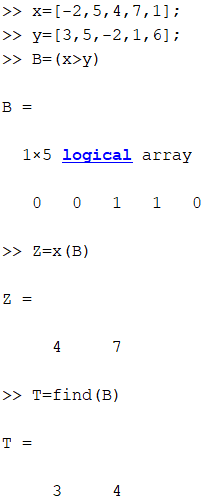 >> x=[-2,5,4,7,1];
>> y=[3,5,-2,1,6];
>> B=(x>y)
B =
1×5 logical array
0 0 1 1 0
>> Z=x(B)
Z =
4 7
>> T=find(B)
T =
3 4